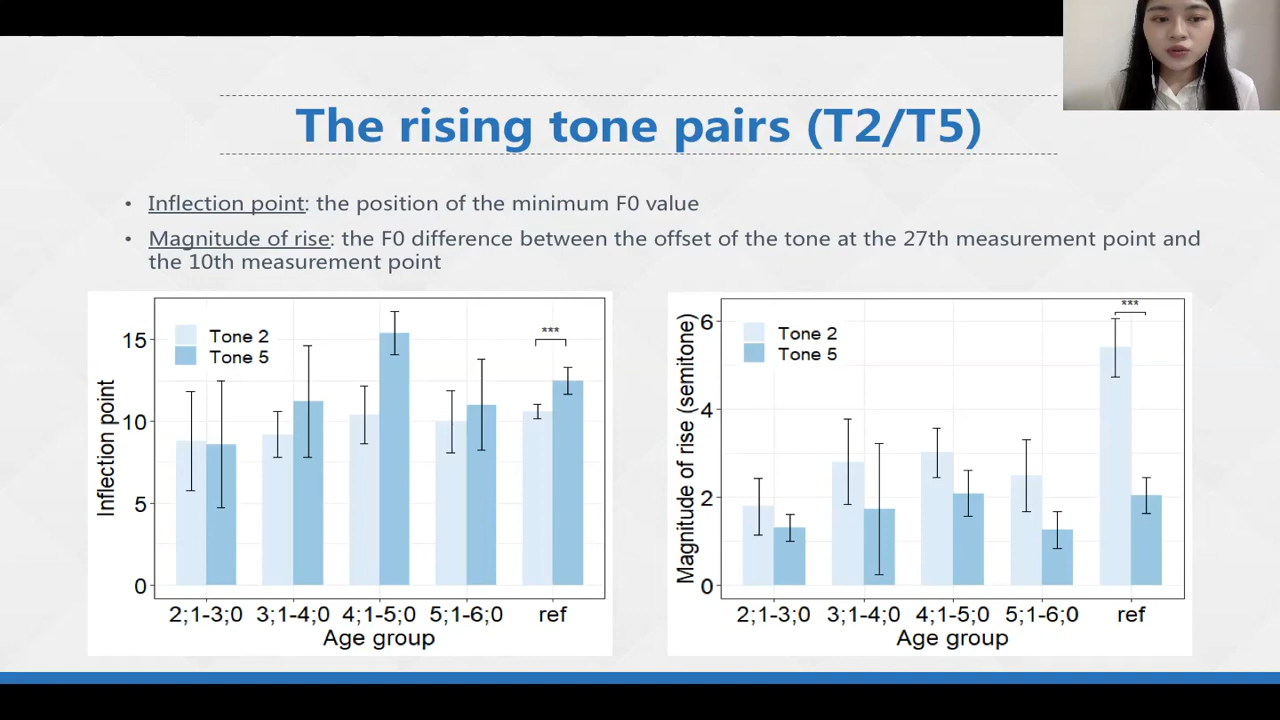 The rising tone pairs (T2/T5)
• Inflection point: the position of the minimum F0 value
• Magnitude of rise: the F0 difference between the offset of the tone at the 27th measurement point and
the 10th measurement point
Tone 2
Tone 5
***
15
10
5
0
Inflection point
2;1-3;0 3;1-4;0 4;1-5;0 5;1-6;0 ref
Age group
Tone 2
Tone 5
***
6
4
2
0
Magnitude of rise (semitone)
2;1-3;0 3;1-4;0 4;1-5;0 5;1-6;0 ref
Age group